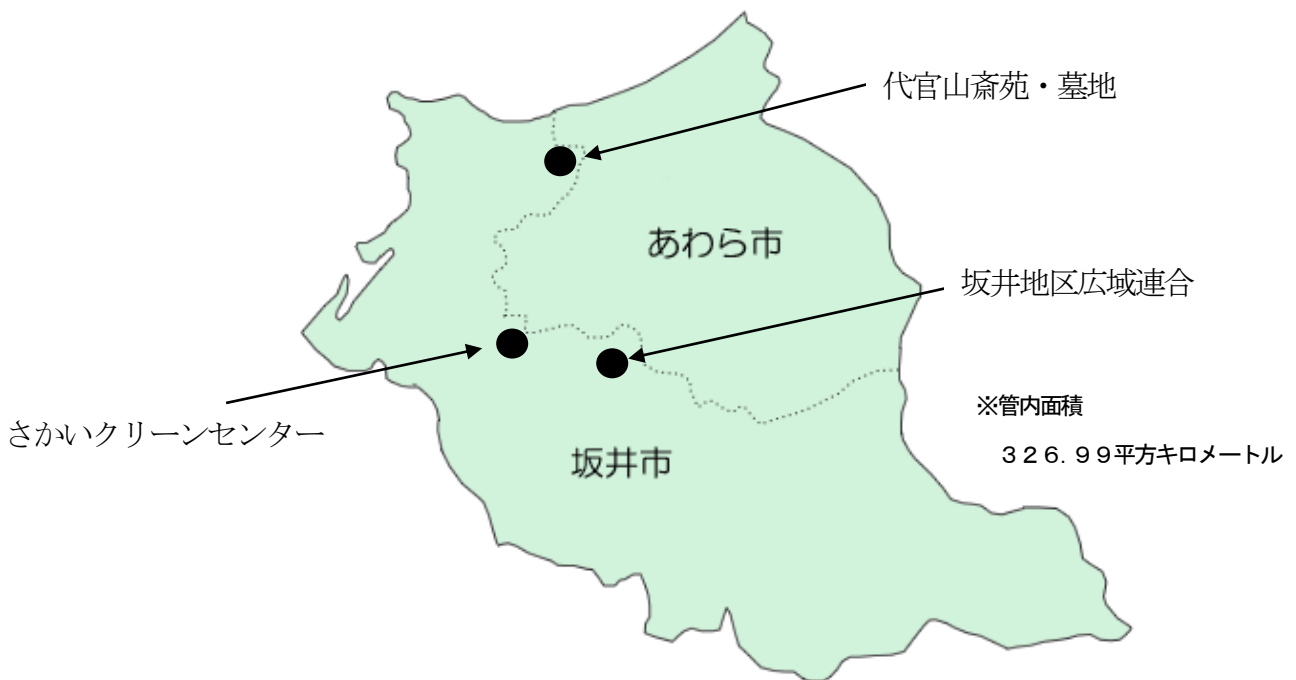 代官山斎苑・墓地
あわら市
坂井地区広域連合
さかいクリーンセンター
坂井市
※管内面積
３２６．９９平方キロメートル